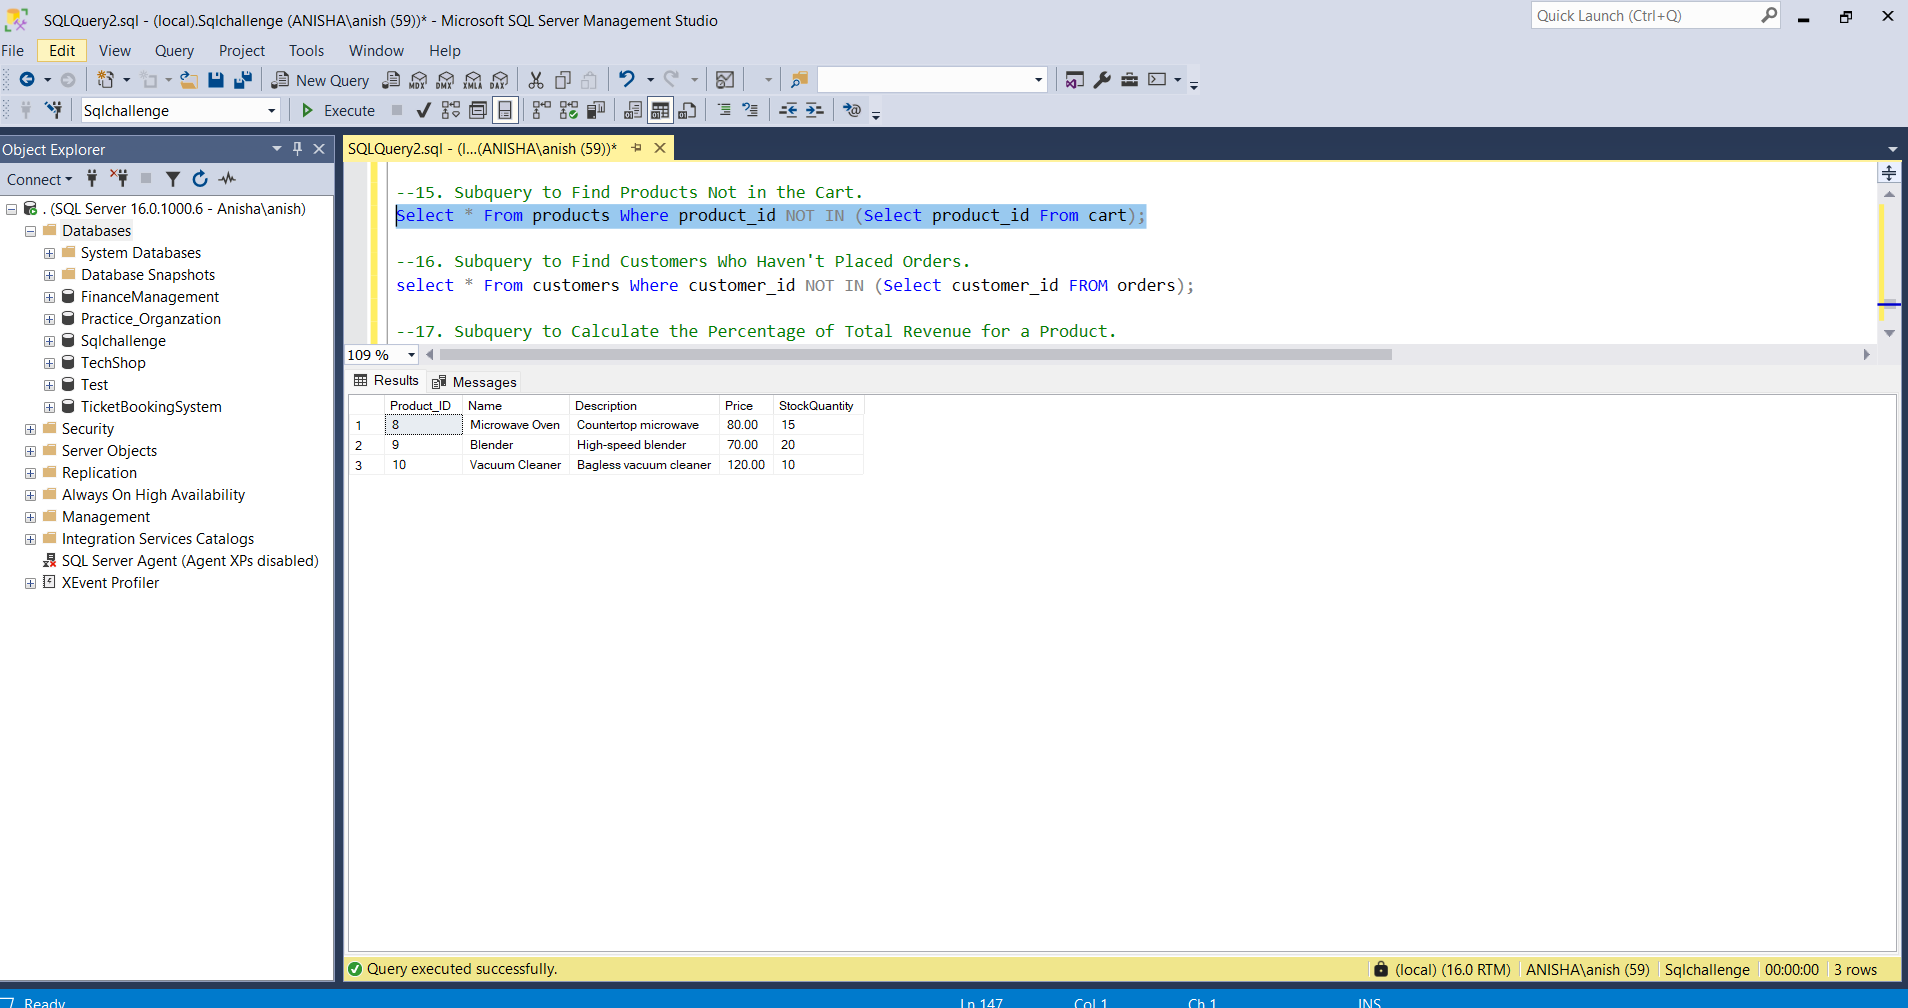 SQLQuery2.sql - (local).Sqlchallenge (ANISHA\anish (59))* - Microsoft SQL Server Management Studio
Quick Launch (Ctrl+Q)
File Edit View Query Project Tools Window Help
New Query MDX DMX XMLA DAX
Sqlchallenge Execute
Object Explorer
Connect
. (SQL Server 16.0.1000.6 - Anisha\anish)
Databases
System Databases
Database Snapshots
FinanceManagement
Practice_Organzation
Sqlchallenge
TechShop
Test
TicketBookingSystem
Security
Server Objects
Replication
Always On High Availability
Management
Integration Services Catalogs
SQL Server Agent (Agent XPs disabled)
XEvent Profiler
SQLQuery2.sql - (l...(ANISHA\anish (59))*
--15. Subquery to Find Products Not in the Cart.
Select * From products Where product_id NOT IN (Select product_id From cart);
--16. Subquery to Find Customers Who Haven't Placed Orders.
select * From customers Where customer_id NOT IN (Select customer_id FROM orders);
--17. Subquery to Calculate the Percentage of Total Revenue for a Product.
109 %
Results Messages
Product_ID Name Description Price StockQuantity
1 8 Microwave Oven Countertop microwave 80.00 15
2 9 Blender High-speed blender 70.00 20
3 10 Vacuum Cleaner Bagless vacuum cleaner 120.00 10
Query executed successfully.
(local) (16.0 RTM) ANISHA\anish (59) Sqlchallenge 00:00:00 3 rows
Ready Ln 147 Col 1 Ch 1 INS